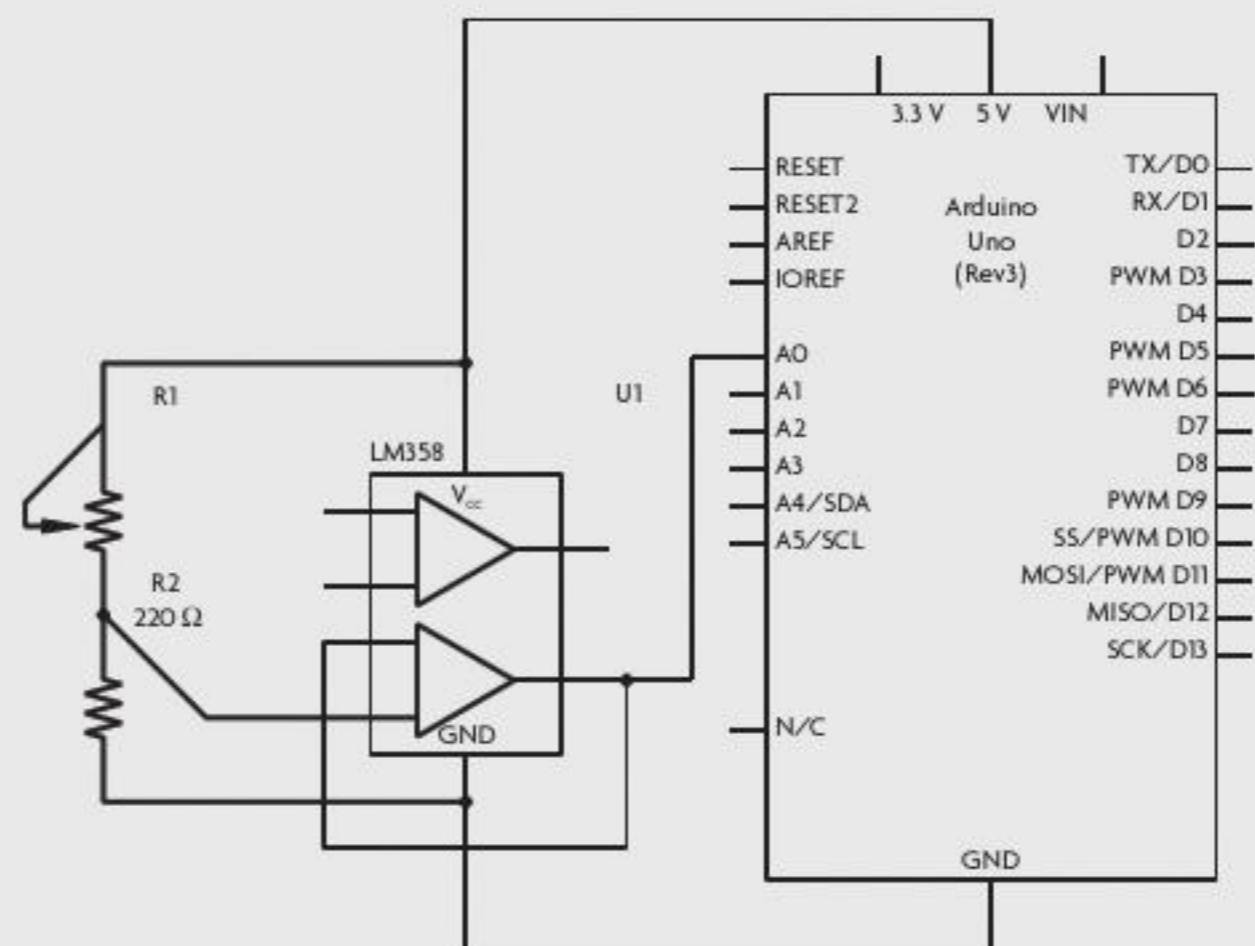 3.3 V 5 V VIN
RESET
RESET2
AREF
IOREF
A0
A1
A2
A3
A4/SDA
A5/SCL
N/C
Arduino
Uno
(Rev3)
TX/D0
RX/D1
D2
PWM D3
D4
PWM D5
PWM D6
D7
D8
PWM D9
SS/PWM D10
MOSI/PWM D11
MISO/D12
SCK/D13
GND
U1
R1
R2
220 Ω
LM358
Vcc
GND